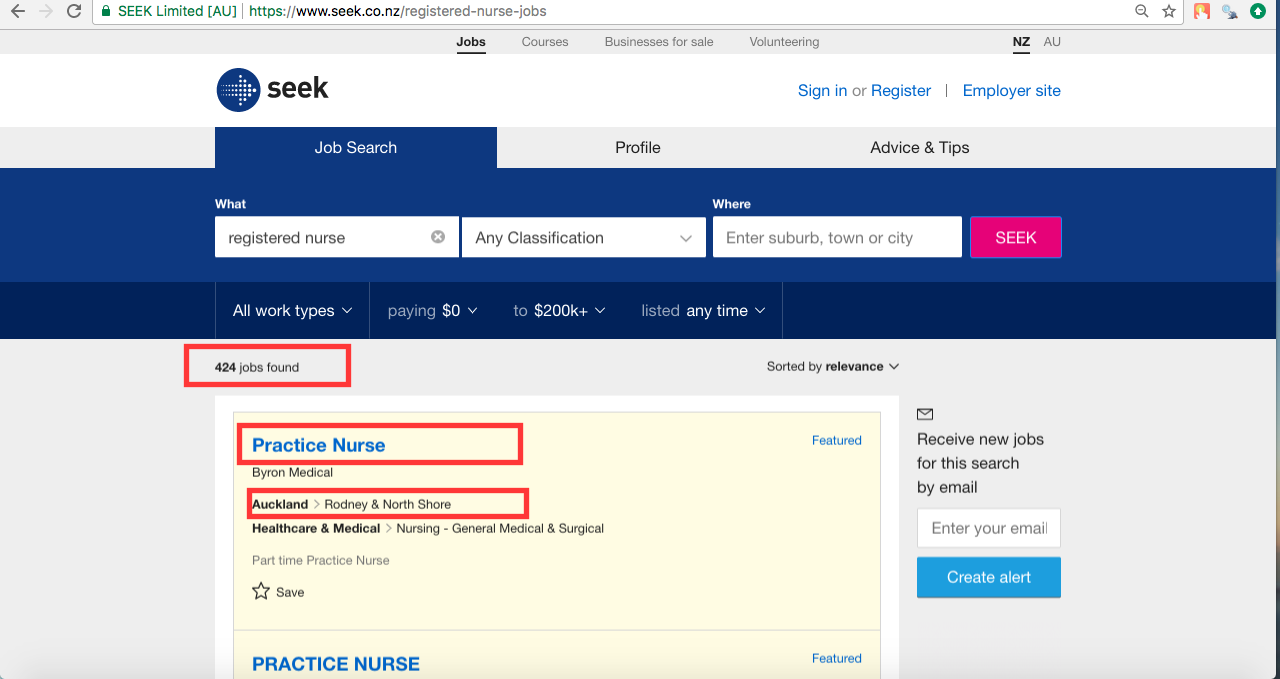 SEEK Limited [AU] https://www.seek.co.nz/registered-nurse-jobs
Jobs Courses Businesses for sale Volunteering NZ AU
seek
Sign in or Register | Employer site
Job Search Profile Advice & Tips
What Where
registered nurse Any Classification Enter suburb, town or city SEEK
All work types paying $0 to $200k+ listed any time
424 jobs found Sorted by relevance
Practice Nurse Featured
Byron Medical
Auckland > Rodney & North Shore
Healthcare & Medical > Nursing - General Medical & Surgical
Part time Practice Nurse
Save
PRACTICE NURSE Featured
Receive new jobs
for this search
by email
Enter your email
Create alert